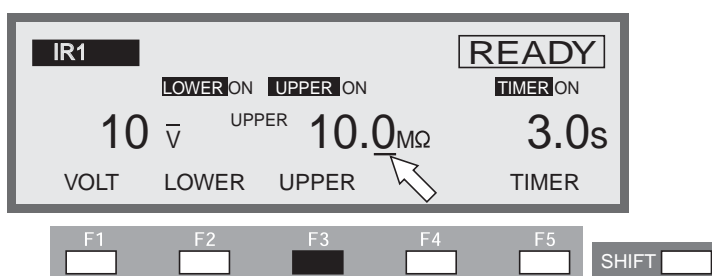 IR1 READY
LOWER ON UPPER ON TIMER ON
10 V UPPER 10.0MΩ 3.0s
VOLT LOWER UPPER TIMER
F1 F2 F3 F4 F5
SHIFT